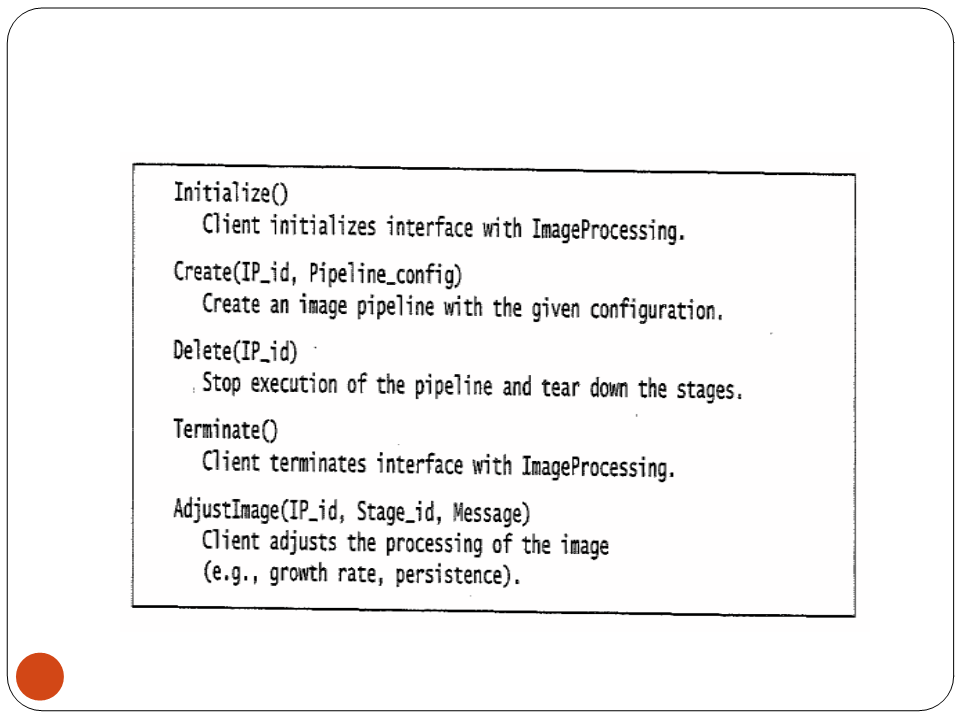 Initialize()
Client initializes interface with ImageProcessing.
Create(IP_id, Pipeline_config)
Create an image pipeline with the given configuration.
Delete(IP_id)
Stop execution of the pipeline and tear down the stages.
Terminate()
Client terminates interface with ImageProcessing.
AdjustImage(IP_id, Stage_id, Message)
Client adjusts the processing of the image
(e.g., growth rate, persistence).